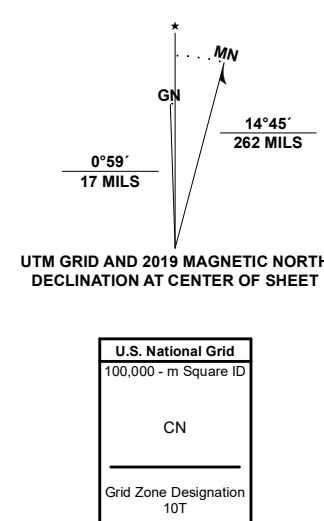 ★
MN
GN
14°45´
262 MILS
0°59´
17 MILS
UTM GRID AND 2019 MAGNETIC NORTH
DECLINATION AT CENTER OF SHEET
U.S. National Grid
100,000 - m Square ID
CN
Grid Zone Designation
10T